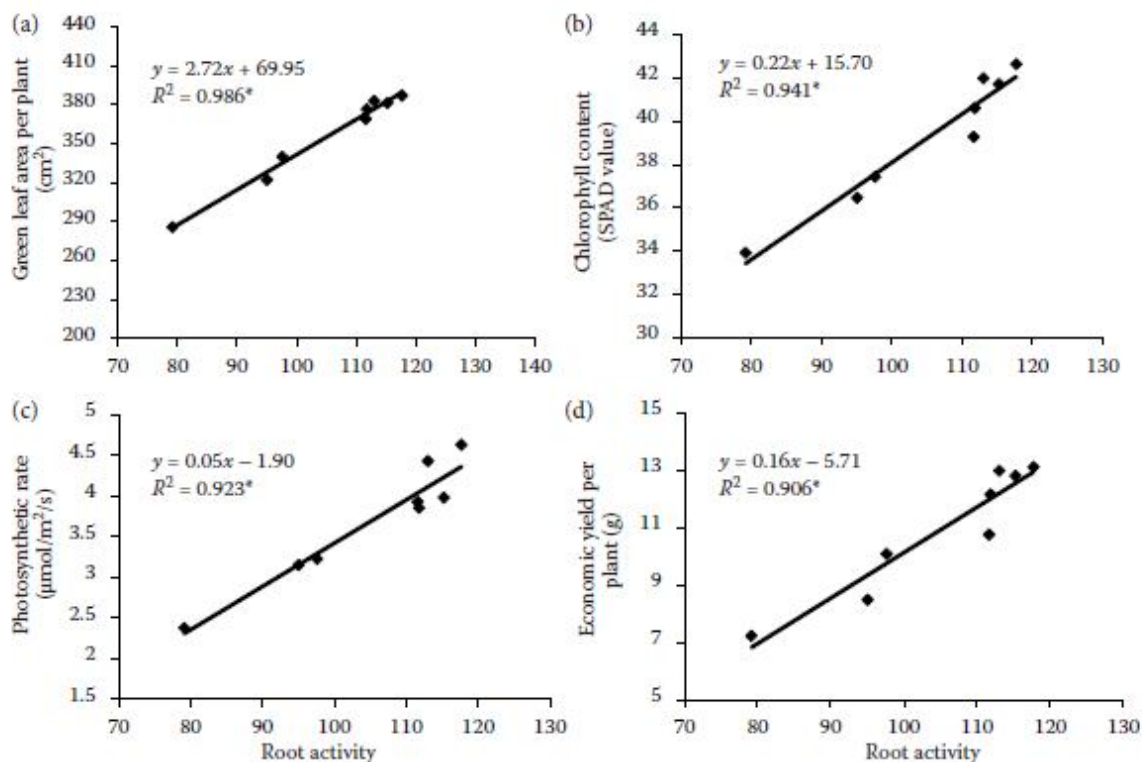 (a)
440
410
380
350
320
290
260
230
200
Green leaf area per plant
(cm²)
y = 2.72x + 69.95
R² = 0.986*
70 80 90 100 110 120 130 140
(b)
44
42
40
38
36
34
32
30
Chlorophyll content
(SPAD value)
y = 0.22x + 15.70
R² = 0.941*
70 80 90 100 110 120 130
(c)
5
4.5
4
3.5
3
2.5
2
1.5
Photosynthetic rate
(μmol/m²/s)
y = 0.05x – 1.90
R² = 0.923*
70 80 90 100 110 120 130
Root activity
(d)
15
13
11
9
7
5
Economic yield per
plant (g)
y = 0.16x – 5.71
R² = 0.906*
70 80 90 100 110 120 130
Root activity